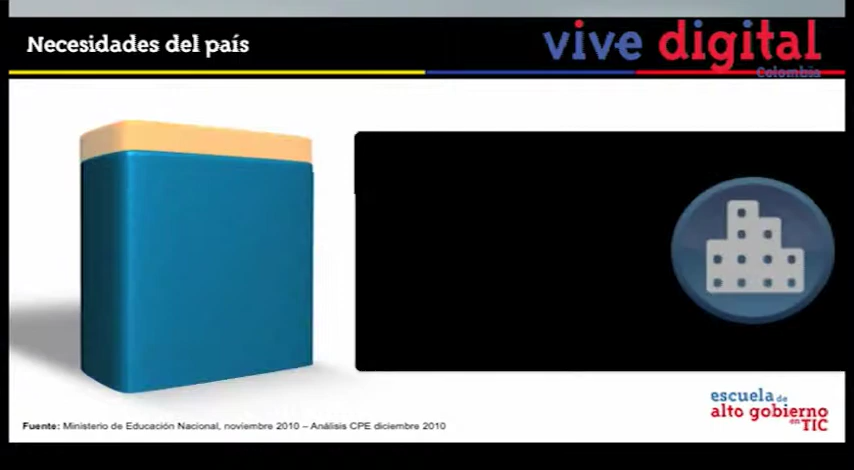 Necesidades del país
vive digital
Colombia
escuela de
alto gobierno
en TIC
Fuente: Ministerio de Educación Nacional, noviembre 2010 – Análisis CPE diciembre 2010